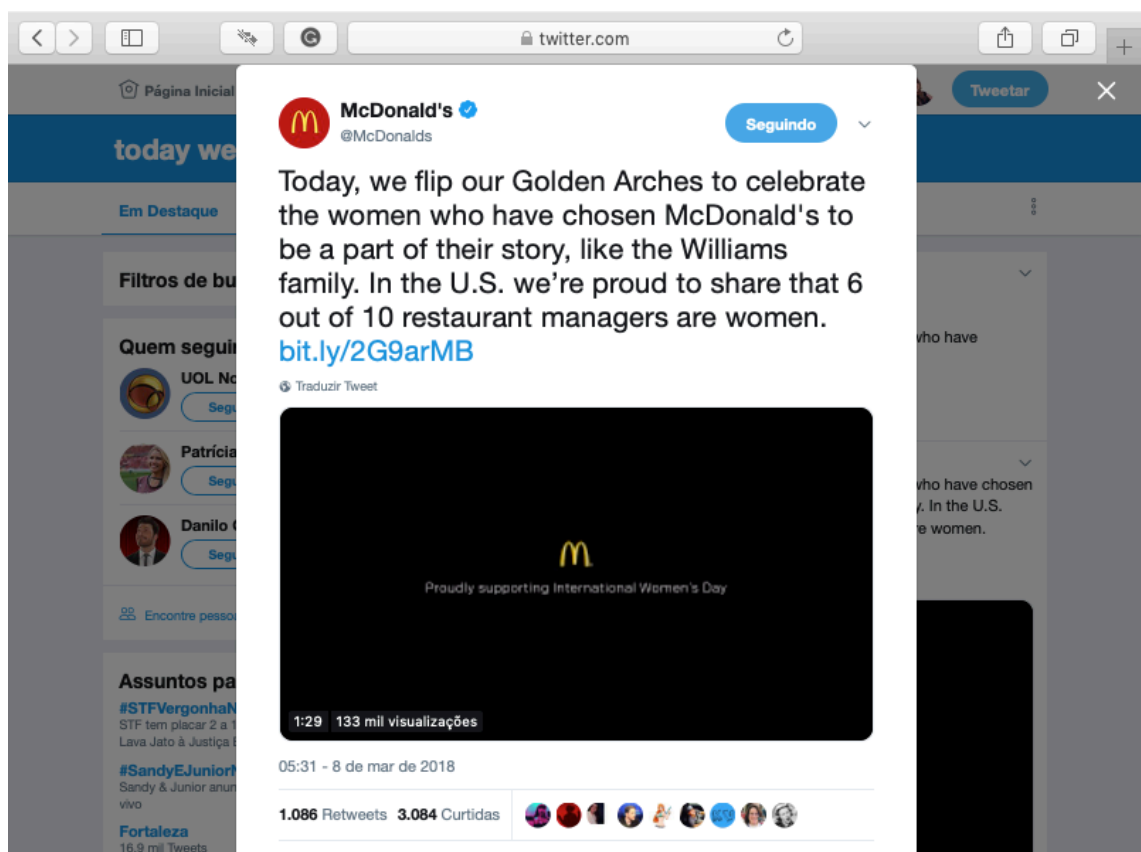 twitter.com
Página Inicial
Tweetar
today we
Em Destaque
McDonald's
@McDonalds
Seguindo
Today, we flip our Golden Arches to celebrate
the women who have chosen McDonald's to
be a part of their story, like the Williams
family. In the U.S. we’re proud to share that 6
out of 10 restaurant managers are women.
bit.ly/2G9arMB
Traduzir Tweet
Proudly supporting International Women's Day
1:29 133 mil visualizações
05:31 - 8 de mar de 2018
1.086 Retweets 3.084 Curtidas
Filtros de bu
Quem seguir
UOL No
Segu
Patrícia
Segu
Danilo
Segu
Encontre pesso
Assuntos pa
#STFVergonhaN
STF tem placar 2 a 1
Lava Jato à Justiça
#SandyEJunior
Sandy & Junior anun
vivo
Fortaleza
16,9 mil Tweets
who have
who have chosen
y. In the U.S.
e women.